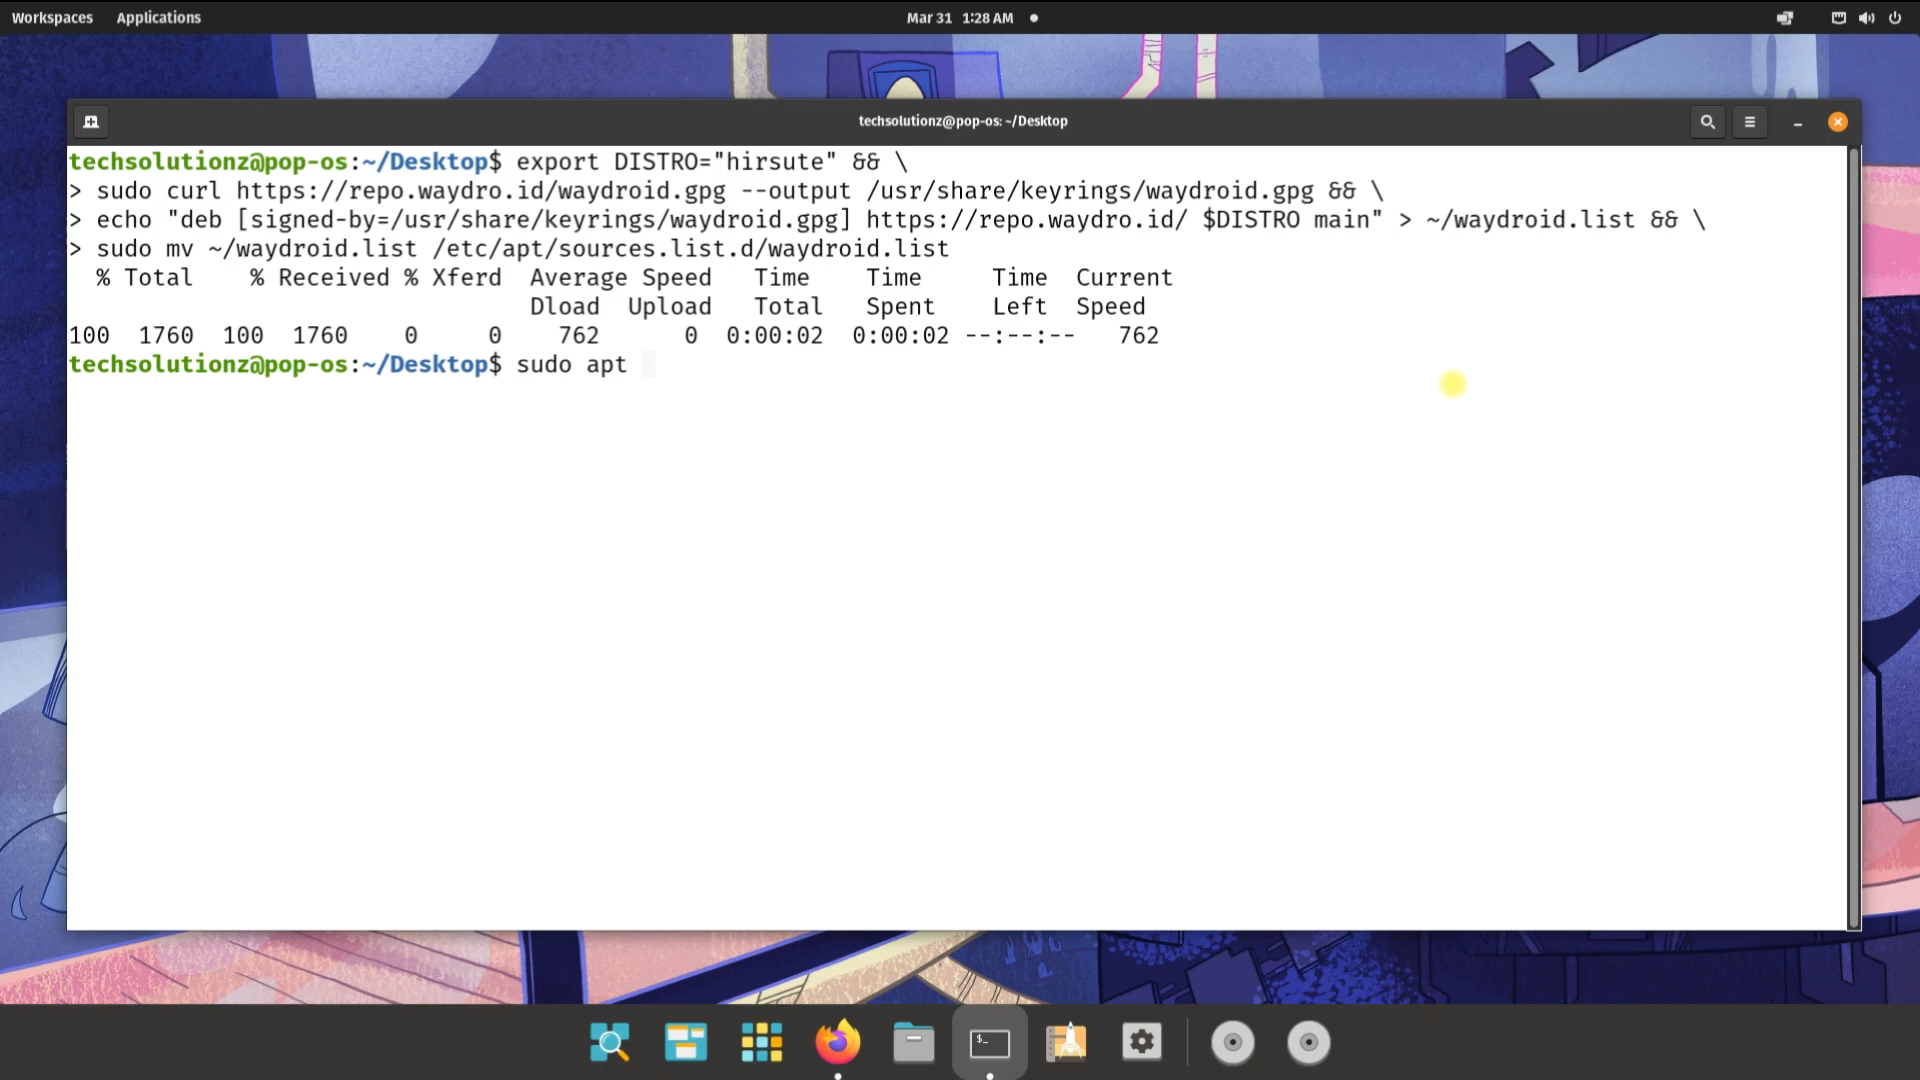 Workspaces Applications Mar 31 1:28 AM
techsolutionz@pop-os: ~/Desktop
techsolutionz@pop-os:~/Desktop$ export DISTRO="hirsute" && \
> sudo curl https://repo.waydro.id/waydroid.gpg --output /usr/share/keyrings/waydroid.gpg && \
> echo "deb [signed-by=/usr/share/keyrings/waydroid.gpg] https://repo.waydro.id/ $DISTRO main" > ~/waydroid.list && \
> sudo mv ~/waydroid.list /etc/apt/sources.list.d/waydroid.list
% Total % Received % Xferd Average Speed Time Time Time Current
Dload Upload Total Spent Left Speed
100 1760 100 1760 0 0 762 0 0:00:02 0:00:02 --:--:-- 762
techsolutionz@pop-os:~/Desktop$ sudo apt
$_